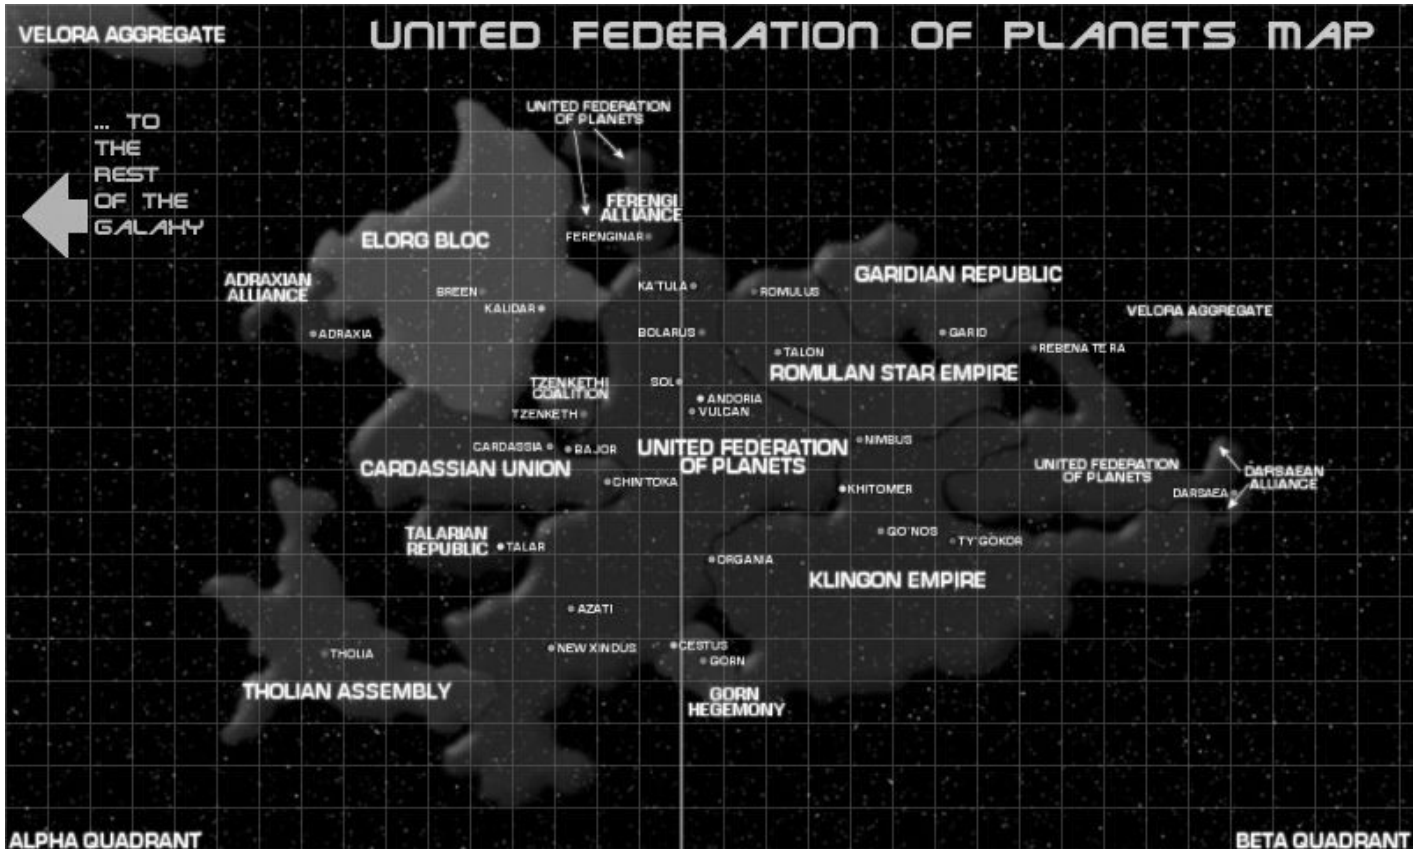 VELORA AGGREGATE
UNITED FEDERATION OF PLANETS MAP
... TO
THE
REST
OF THE
GALAXY
UNITED FEDERATION
OF PLANETS
FERENGI
ALLIANCE
FERENGINAR
ELORG BLOC
BREEN
KALIDAR
ADRAXIAN
ALLIANCE
ADRAXIA
KA'TULA
ROMULUS
GARIDIAN REPUBLIC
BOLARUS
GARID
VELORA AGGREGATE
TALON
REBENA TE RA
ROMULAN STAR EMPIRE
TZENKETHI
COALITION
TZENKETH
SOL
ANDORIA
VULCAN
CARDASSIA
BAJOR
CARDASSIAN UNION
UNITED FEDERATION
OF PLANETS
NIMBUS
UNITED FEDERATION
OF PLANETS
DARSAEAN
ALLIANCE
DARSAEA
CHIN'TOKA
KHITOMER
TALARIAN
REPUBLIC
TALAR
QO'NOS
TY'GOKOR
ORGANIA
KLINGON EMPIRE
AZATI
NEW XINDUS
CESTUS
GORN
THOLIA
THOLIAN ASSEMBLY
GORN
HEGEMONY
ALPHA QUADRANT
BETA QUADRANT